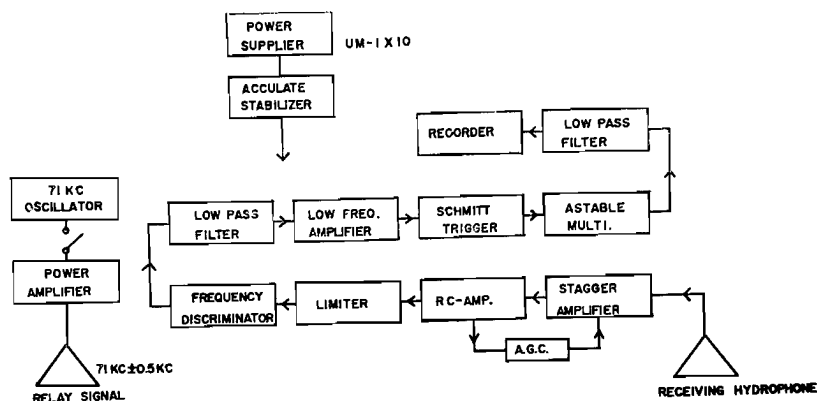 POWER
SUPPLIER
UM-1 X 10
ACCULATE
STABILIZER
RECORDER
LOW PASS
FILTER
71 KC
OSCILLATOR
LOW PASS
FILTER
LOW FREQ.
AMPLIFIER
SCHMITT
TRIGGER
ASTABLE
MULTI.
POWER
AMPLIFIER
FREQUENCY
DISCRIMINATOR
LIMITER
RC-AMP.
STAGGER
AMPLIFIER
A.G.C.
71 KC±0.5KC
RELAY SIGNAL
RECEIVING HYDROPHONE